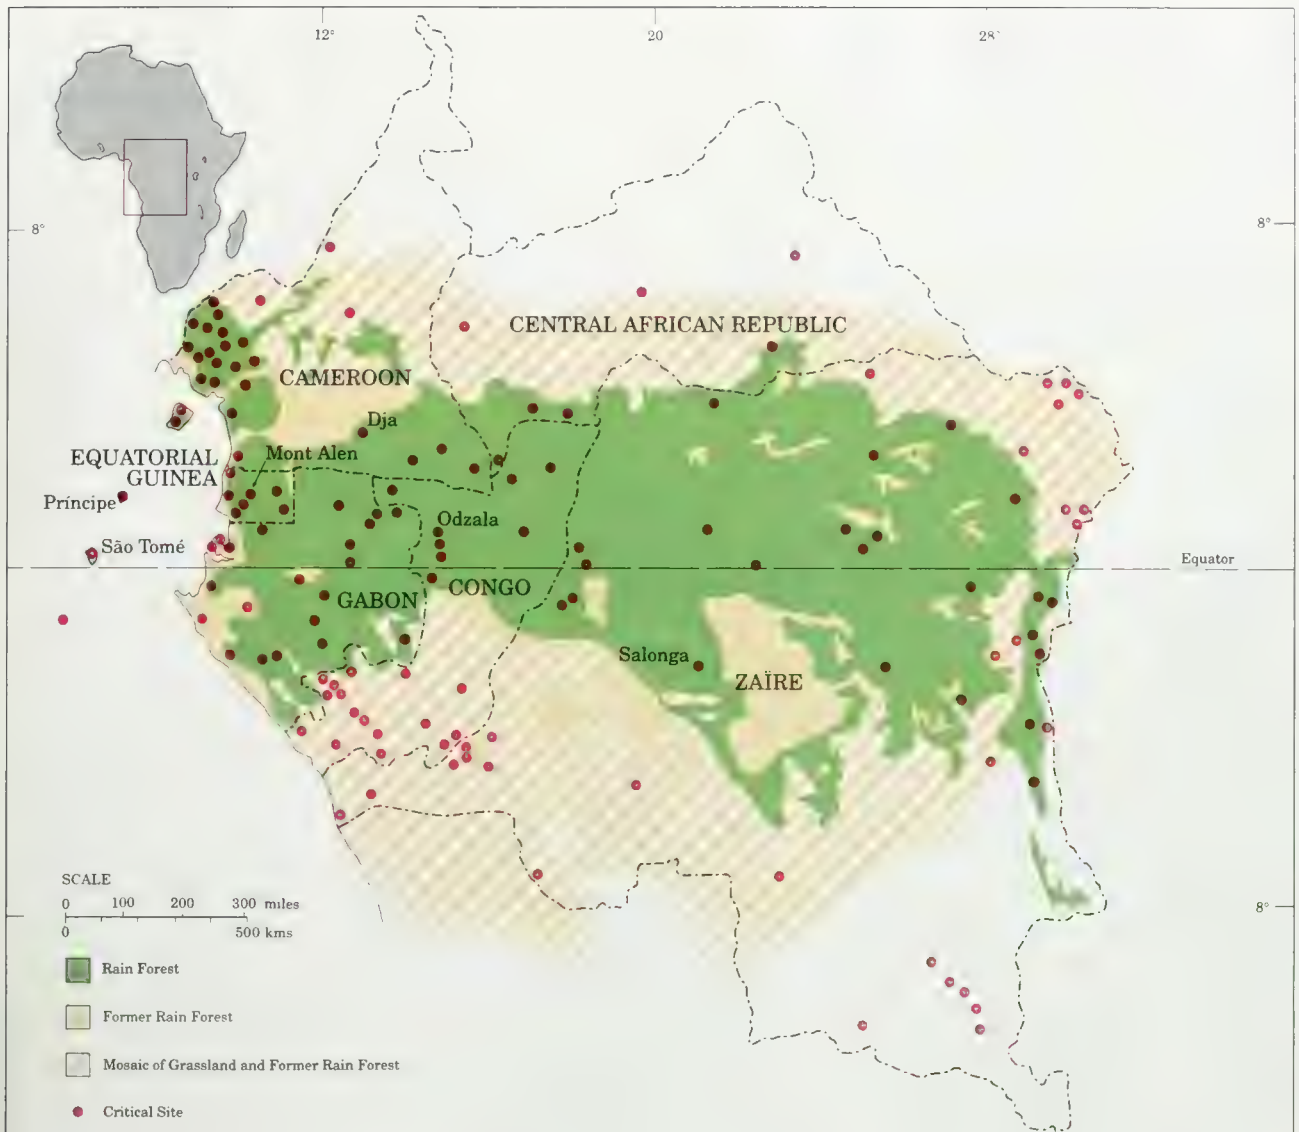 12°
20
28°
8°
8°
CENTRAL AFRICAN REPUBLIC
CAMEROON
Dja
EQUATORIAL
GUINEA
Mont Alen
Príncipe
Odzala
São Tomé
Equator
CONGO
GABON
Salonga
ZAÏRE
SCALE
0 100 200 300 miles
0 500 kms
8°
Rain Forest
Former Rain Forest
Mosaic of Grassland and Former Rain Forest
Critical Site